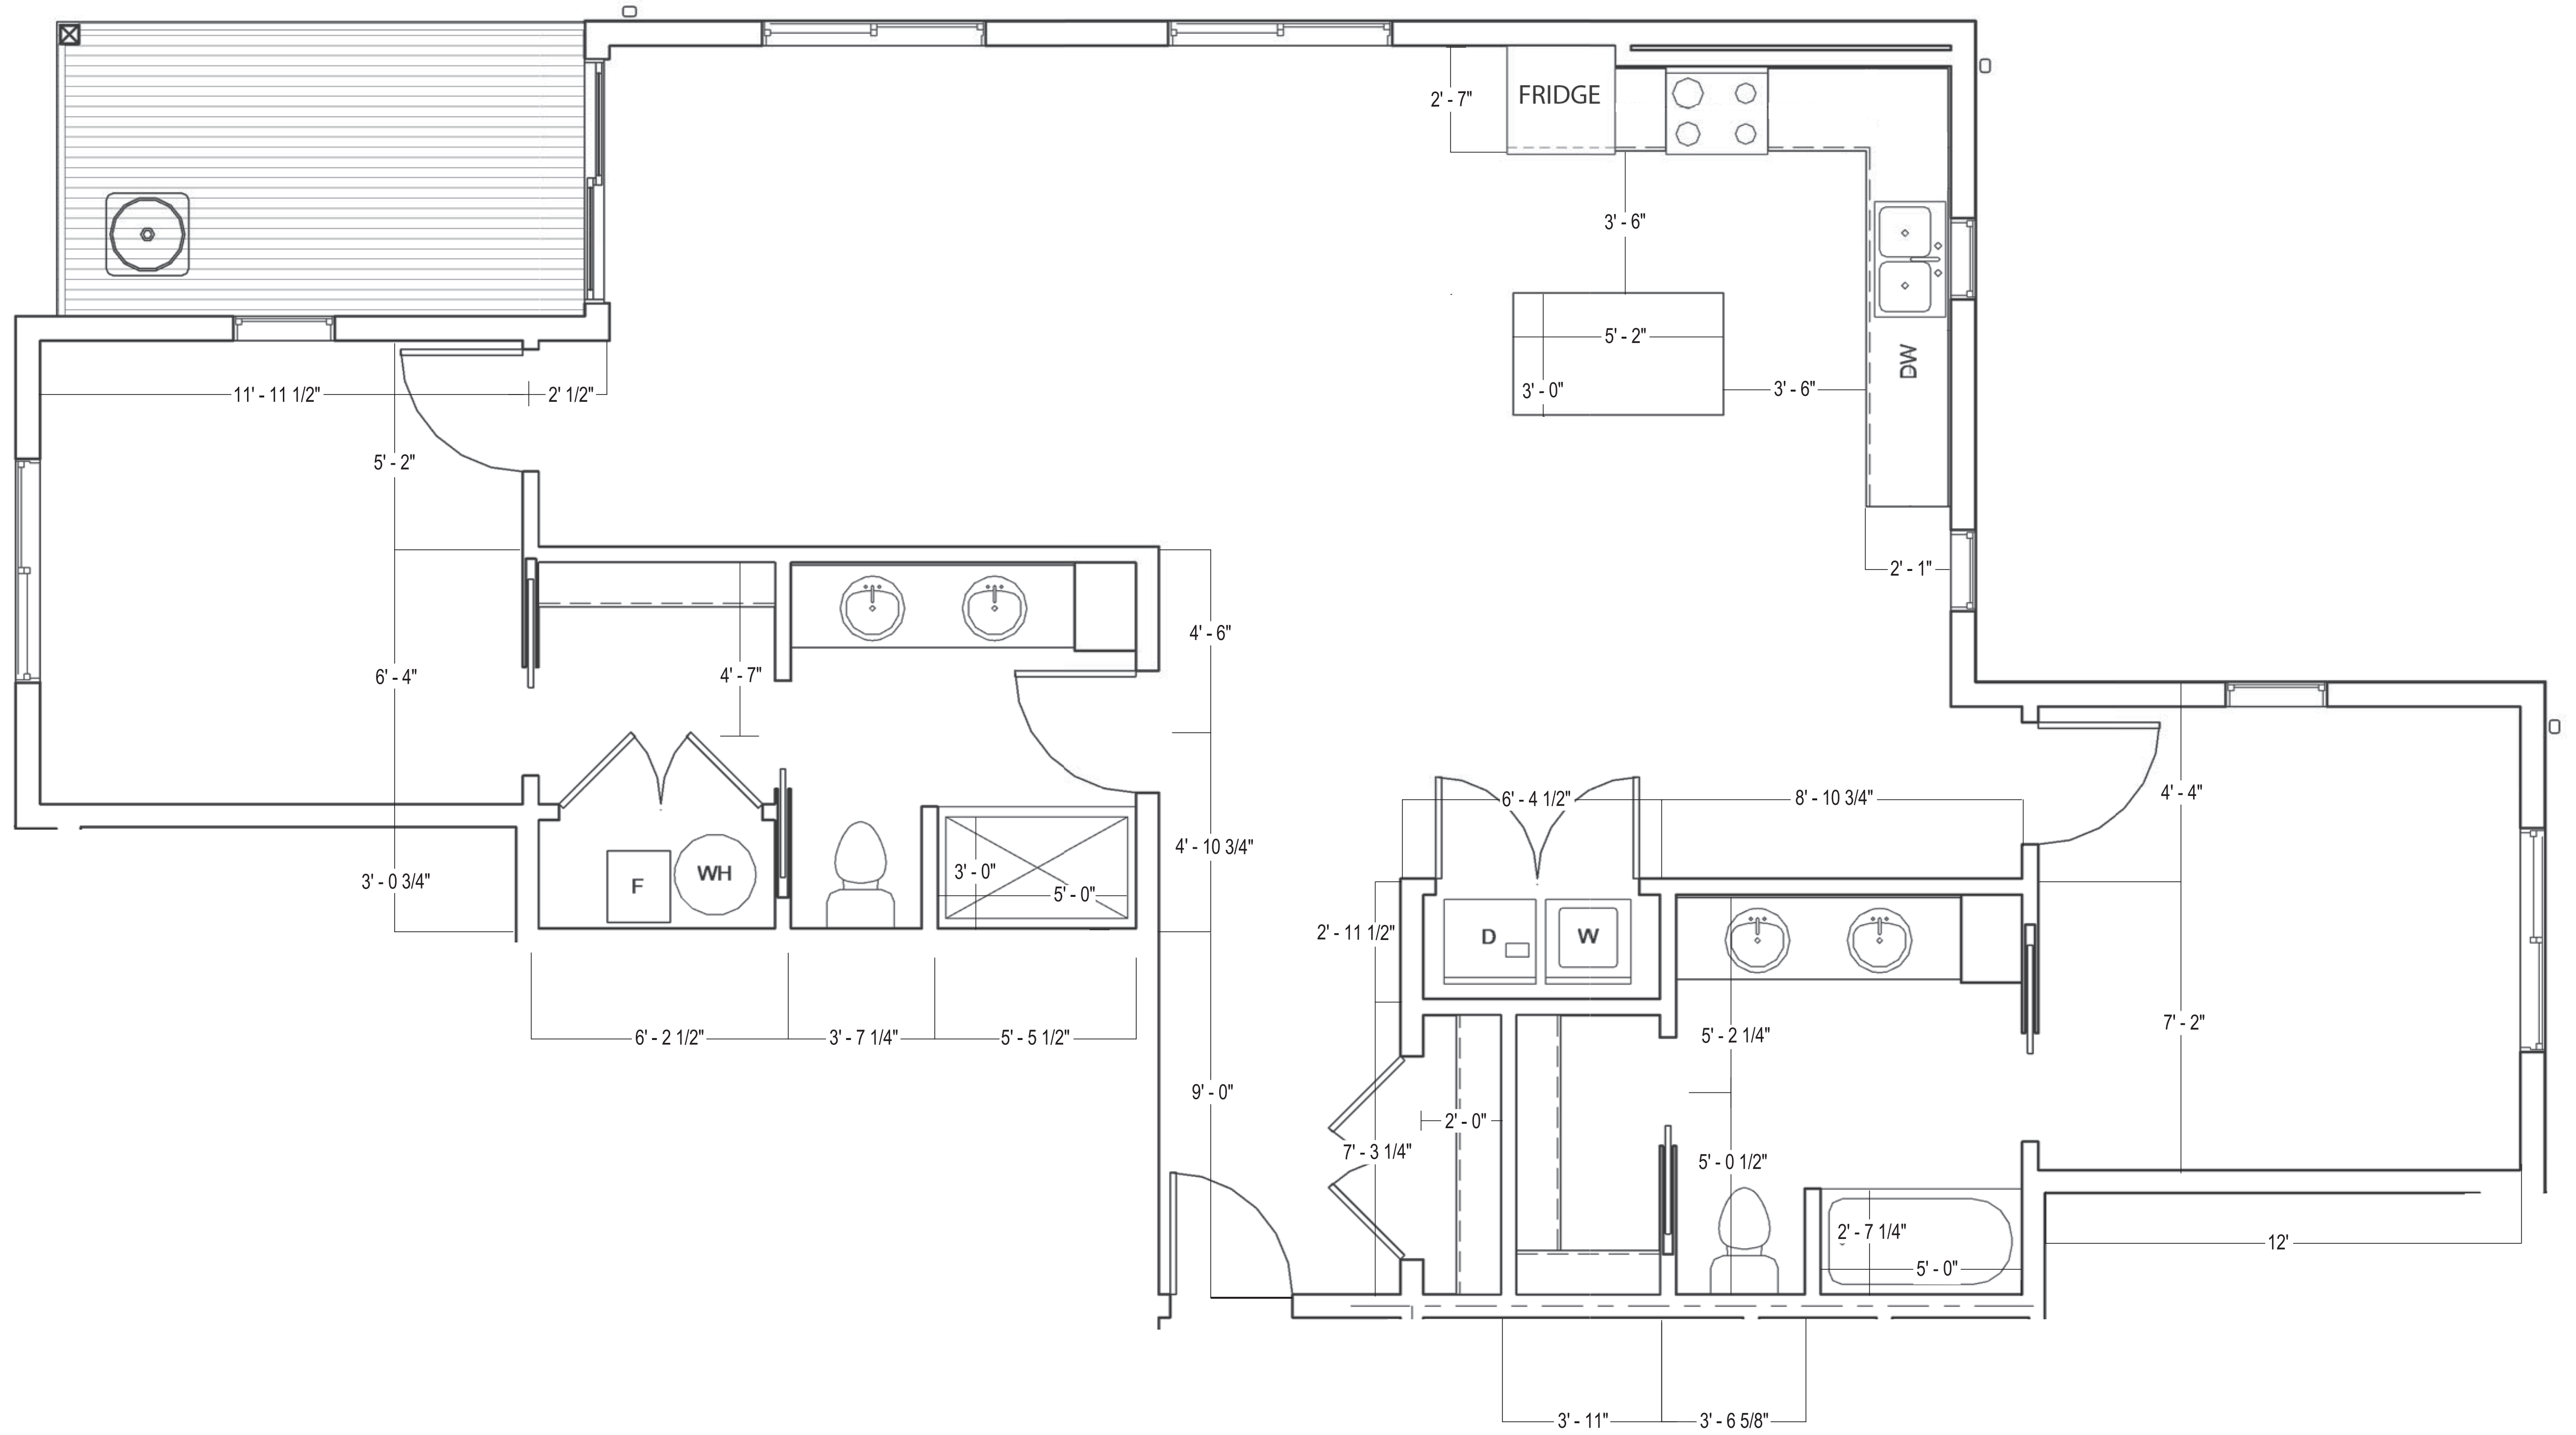 FRIDGE
2' - 7"
3' - 6"
5' - 2"
3' - 0"
3' - 6"
DW
11' - 11 1/2"
2' 1/2"
5' - 2"
2' - 1"
4' - 6"
6' - 4"
4' - 7"
4' - 4"
6' - 4 1/2"
8' - 10 3/4"
4' - 10 3/4"
3' - 0 3/4"
F
WH
3' - 0"
5' - 0"
2' - 11 1/2"
D
W
7' - 2"
6' - 2 1/2"
3' - 7 1/4"
5' - 5 1/2"
5' - 2 1/4"
9' - 0"
2' - 0"
7' - 3 1/4"
5' - 0 1/2"
2' - 7 1/4"
12'
5' - 0"
3' - 11"
3' - 6 5/8"